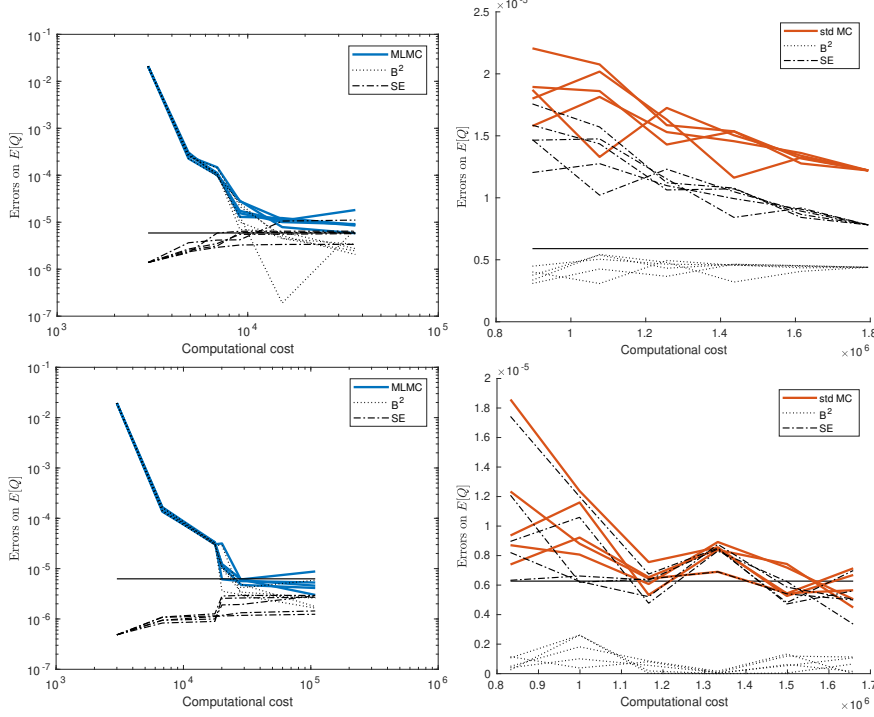 10^-1
10^-2
10^-3
10^-4
10^-5
10^-6
10^-7
Errors on E[Q]
10^3
10^4
10^5
Computational cost
MLMC
B^2
SE
2.5
2
1.5
1
0.5
0
Errors on E[Q]
0.8
1
1.2
1.4
1.6
1.8
Computational cost
× 10^6
std MC
B^2
SE
10^-1
10^-2
10^-3
10^-4
10^-5
10^-6
10^-7
Errors on E[Q]
10^3
10^4
10^5
10^6
Computational cost
MLMC
B^2
SE
× 10^-5
2
1.8
1.6
1.4
1.2
1
0.8
0.6
0.4
0.2
0
Errors on E[Q]
0.8
0.9
1
1.1
1.2
1.3
1.4
1.5
1.6
1.7
Computational cost
× 10^6
std MC
B^2
SE